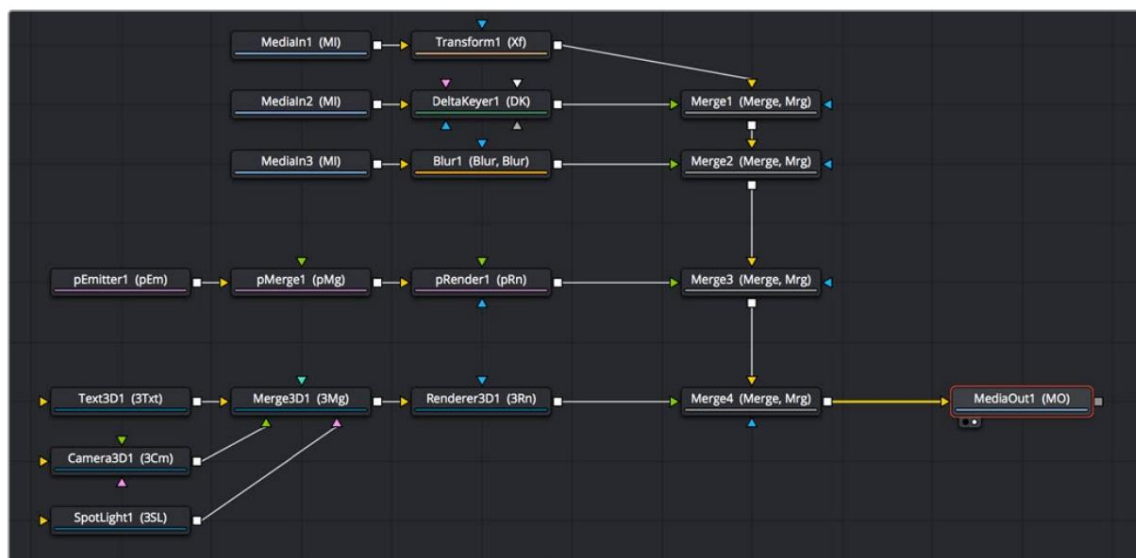 MediaIn1 (MI)
Transform1 (Xf)
MediaIn2 (MI)
DeltaKeyer1 (DK)
Merge1 (Merge, Mrg)
MediaIn3 (MI)
Blur1 (Blur, Blur)
Merge2 (Merge, Mrg)
pEmitter1 (pEm)
pMerge1 (pMg)
pRender1 (pRn)
Merge3 (Merge, Mrg)
Text3D1 (3Txt)
Merge3D1 (3Mg)
Renderer3D1 (3Rn)
Merge4 (Merge, Mrg)
MediaOut1 (MO)
Camera3D1 (3Cm)
SpotLight1 (3SL)